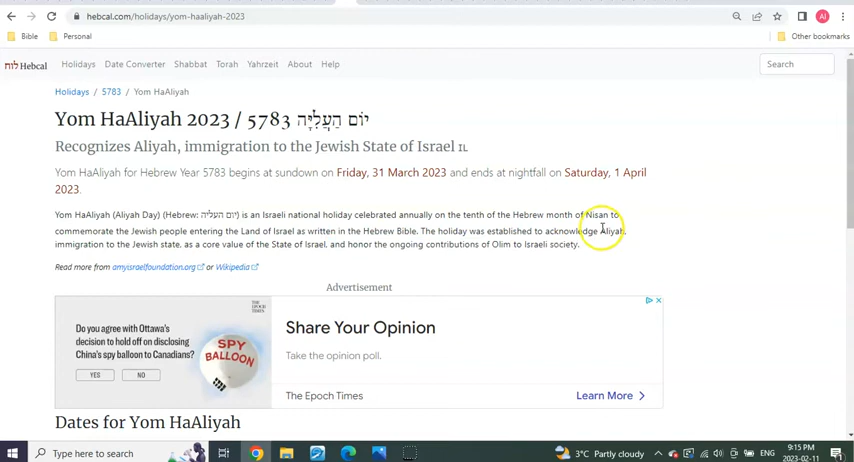 hebcal.com/holidays/yom-haaliyah-2023
AI
Bible
Personal
Other bookmarks
לוח Hebcal
Holidays
Date Converter
Shabbat
Torah
Yahrzeit
About
Help
Search
Holidays / 5783 / Yom HaAliyah
Yom HaAliyah 2023 / 5783 יוֹם הַעֲלִיָּה
Recognizes Aliyah, immigration to the Jewish State of Israel IL
Yom HaAliyah for Hebrew Year 5783 begins at sundown on Friday, 31 March 2023 and ends at nightfall on Saturday, 1 April
2023.
Yom HaAliyah (Aliyah Day) (Hebrew: יום העליה) is an Israeli national holiday celebrated annually on the tenth of the Hebrew month of Nisan to
commemorate the Jewish people entering the Land of Israel as written in the Hebrew Bible. The holiday was established to acknowledge Aliyah,
immigration to the Jewish state, as a core value of the State of Israel, and honor the ongoing contributions of Olim to Israeli society.
Read more from amyisraelfoundation.org or Wikipedia
Advertisement
THE
EPOCH
TIMES
Do you agree with Ottawa's
decision to hold off on disclosing
China's spy balloon to Canadians?
YES
NO
SPY
BALLOON
Share Your Opinion
Take the opinion poll.
The Epoch Times
Learn More
Dates for Yom HaAliyah
Type here to search
3°C Partly cloudy
ENG
9:15 PM
2023-02-11